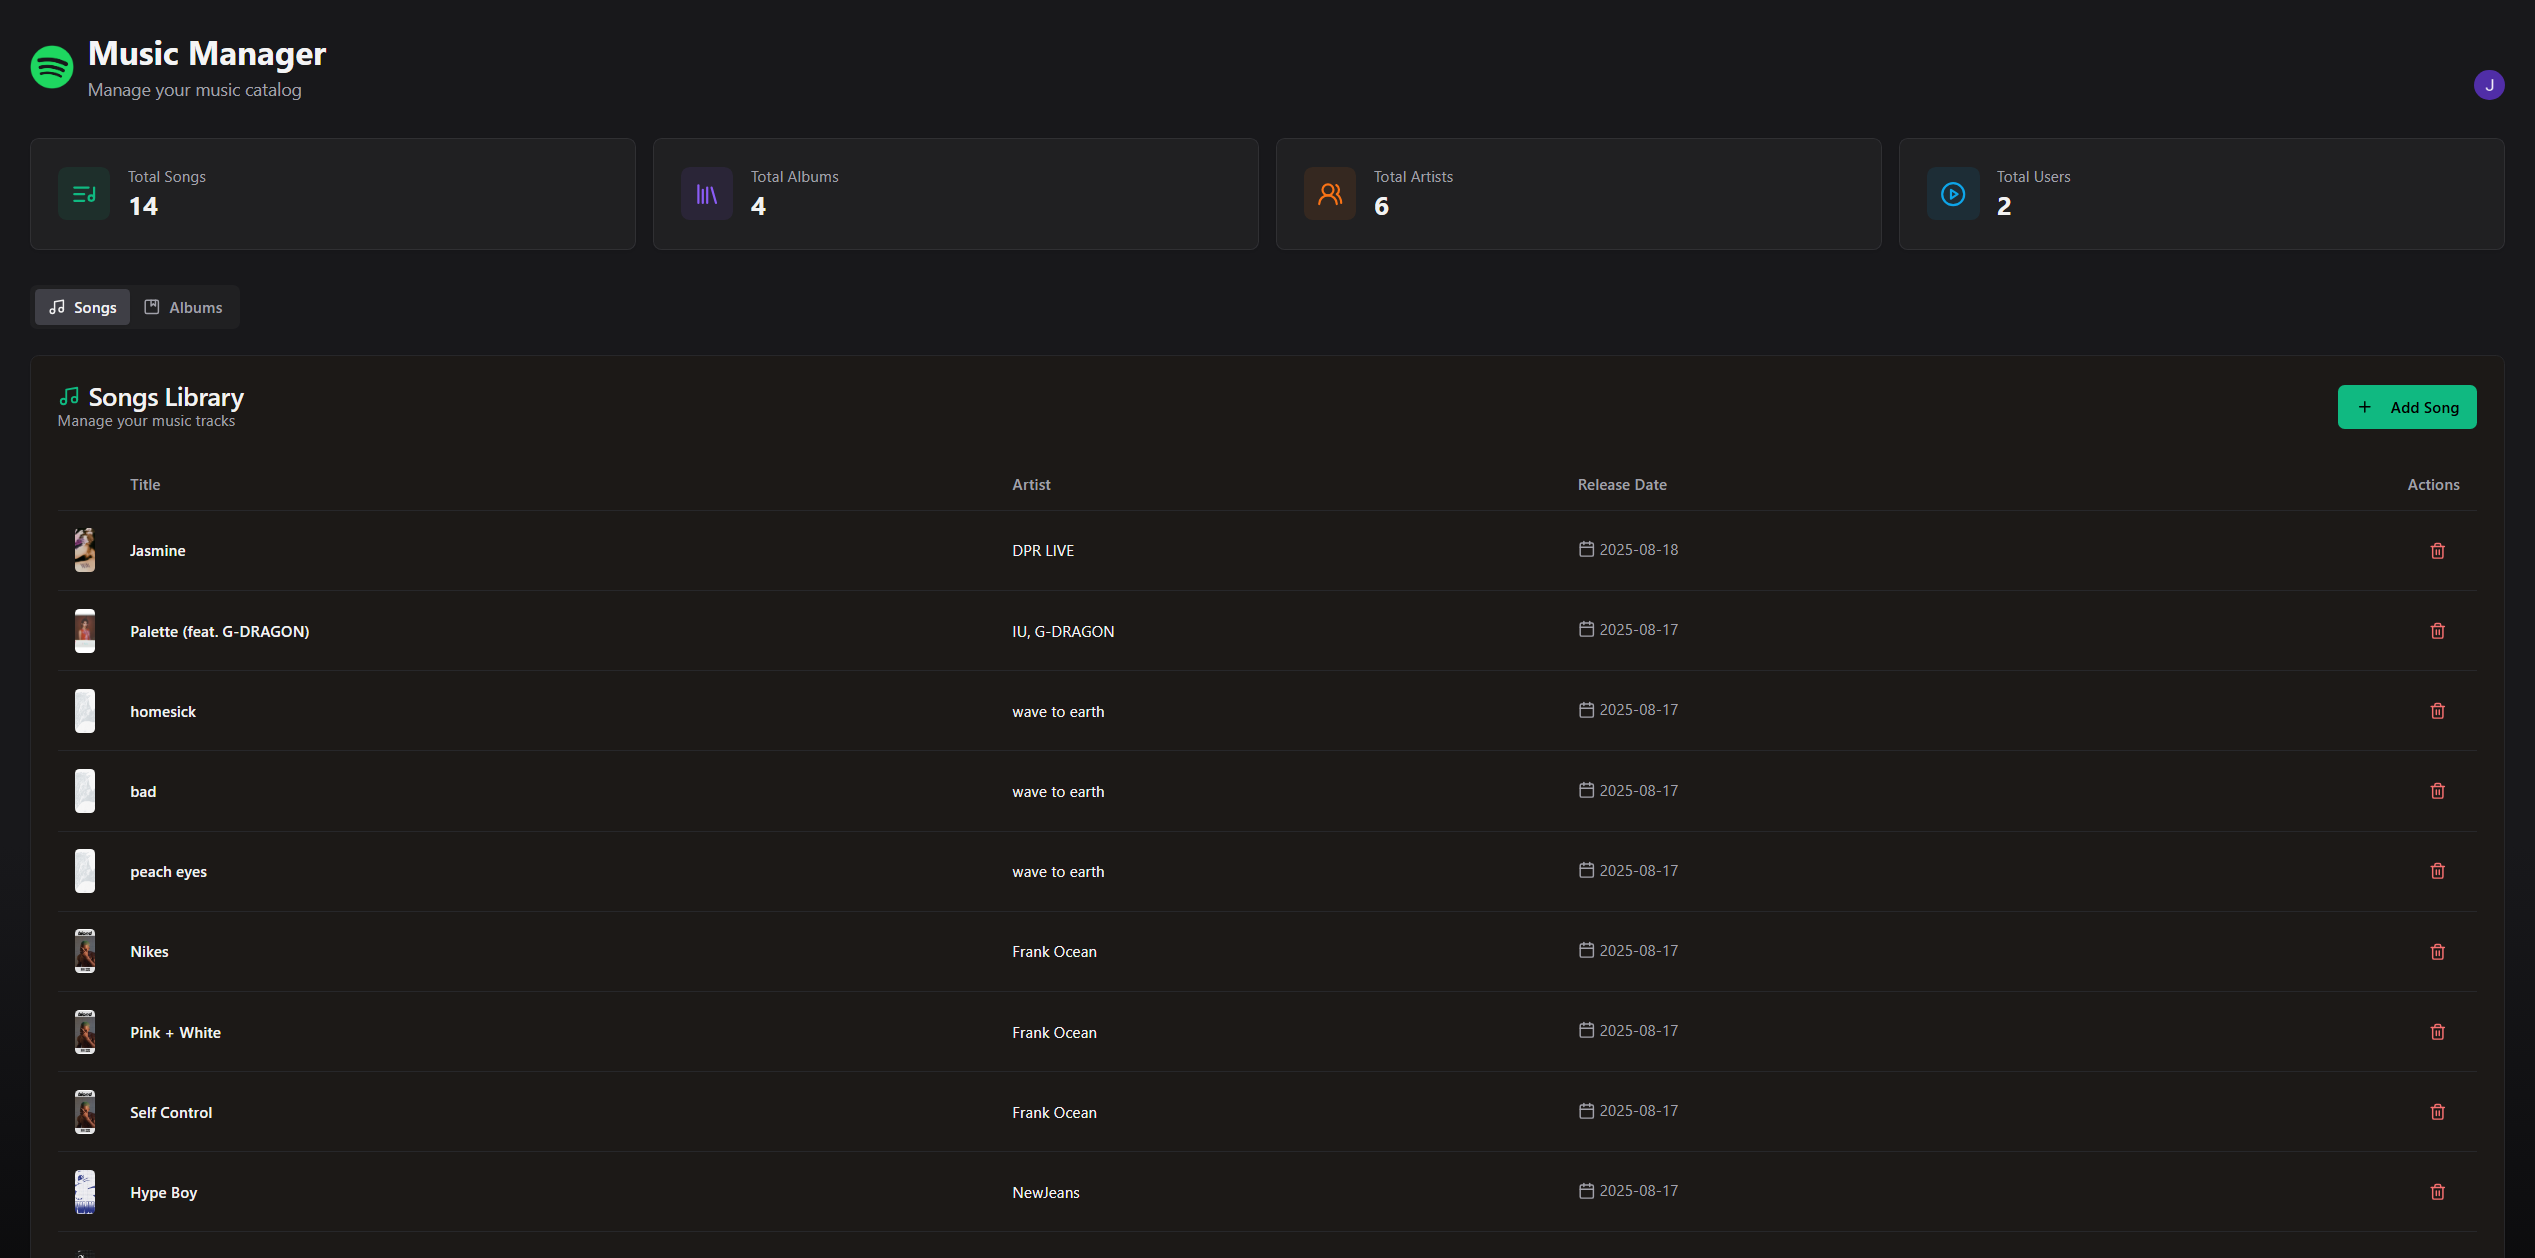 Music Manager
Manage your music catalog
J
Total Songs
14
Total Albums
4
Total Artists
6
Total Users
2
Songs
Albums
Songs Library
Manage your music tracks
+ Add Song
Title Artist Release Date Actions
Jasmine DPR LIVE 2025-08-18
Palette (feat. G-DRAGON) IU, G-DRAGON 2025-08-17
homesick wave to earth 2025-08-17
bad wave to earth 2025-08-17
peach eyes wave to earth 2025-08-17
Nikes Frank Ocean 2025-08-17
Pink + White Frank Ocean 2025-08-17
Self Control Frank Ocean 2025-08-17
Hype Boy NewJeans 2025-08-17